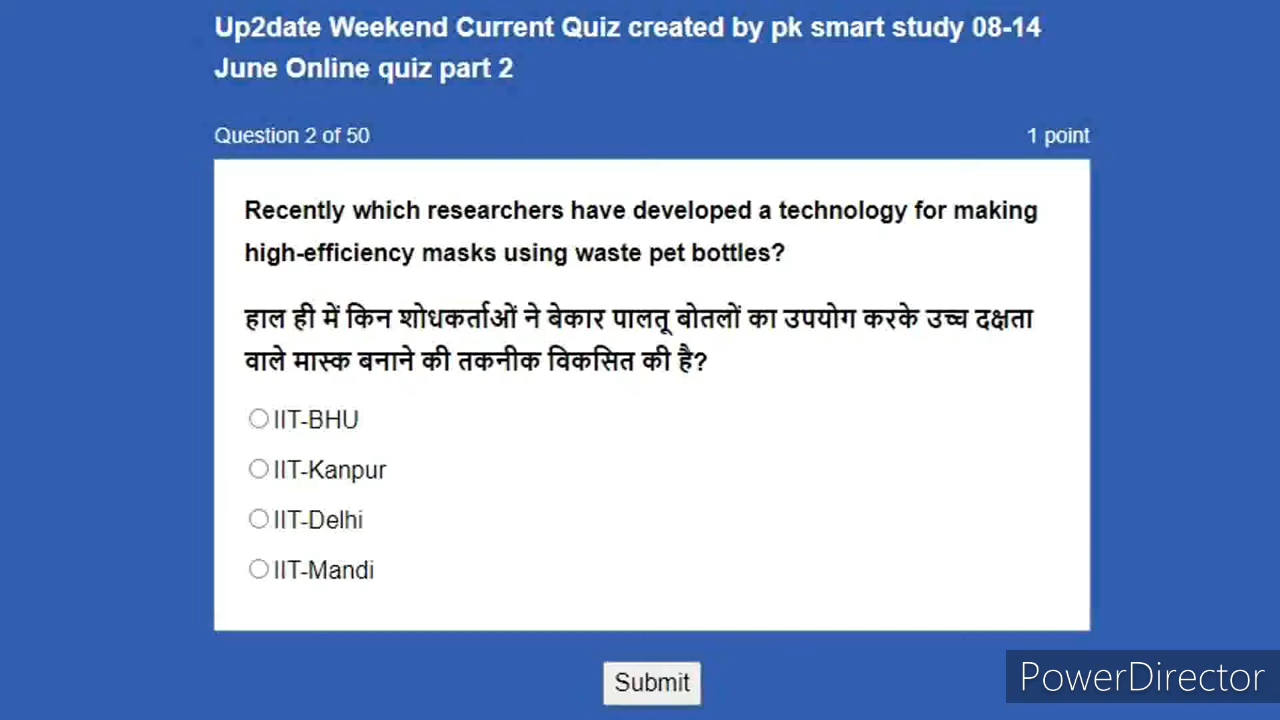 Up2date Weekend Current Quiz created by pk smart study 08-14
June Online quiz part 2
Question 2 of 50
1 point
Recently which researchers have developed a technology for making
high-efficiency masks using waste pet bottles?
हाल ही में किन शोधकर्ताओं ने बेकार पालतू बोतलों का उपयोग करके उच्च दक्षता
वाले मास्क बनाने की तकनीक विकसित की है?
IIT-BHU
IIT-Kanpur
IIT-Delhi
IIT-Mandi
Submit
PowerDirector